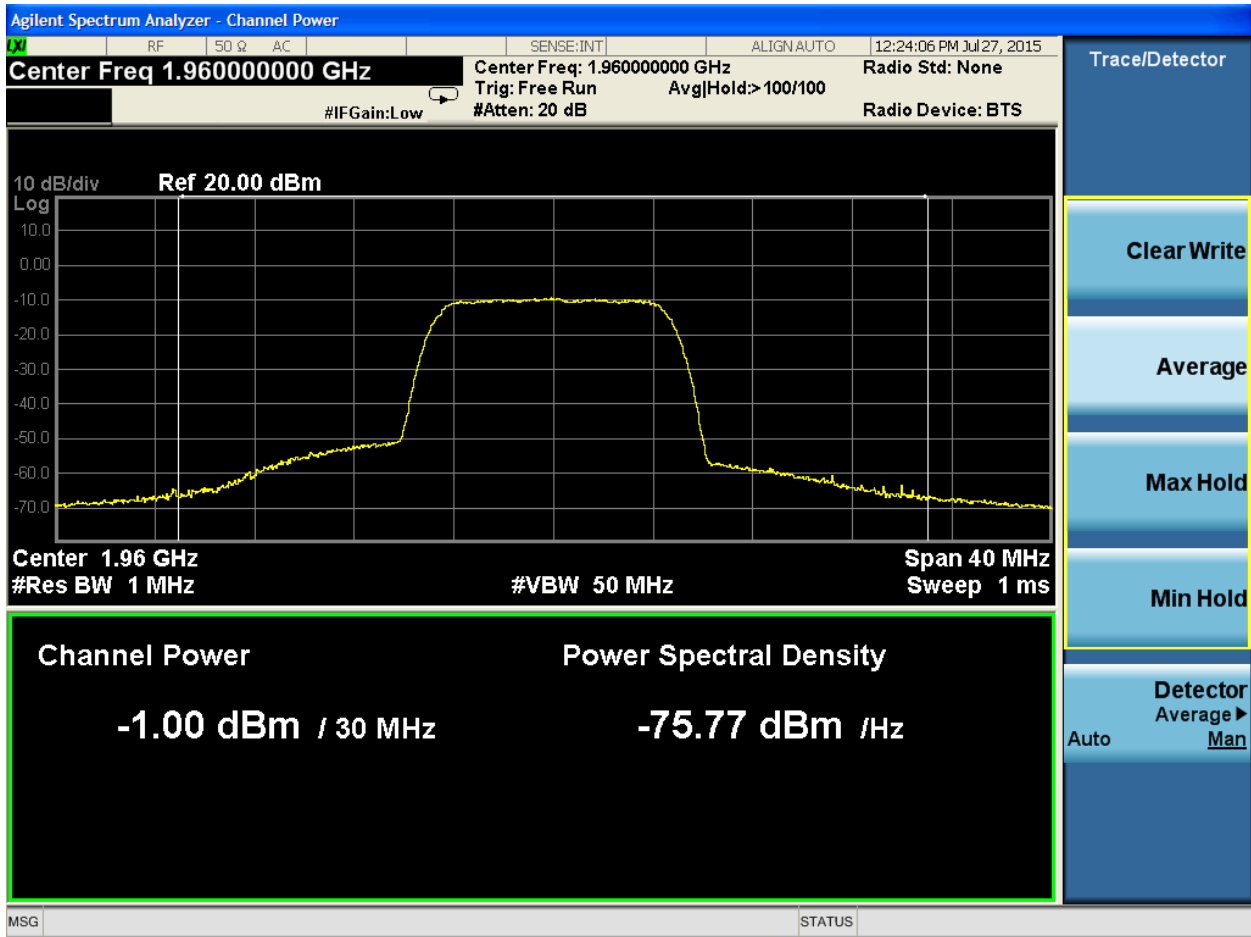 Agilent Spectrum Analyzer - Channel Power
LXI RF 50 Ω AC SENSE:INT ALIGN AUTO 12:24:06 PM Jul 27, 2015
Center Freq 1.960000000 GHz
Center Freq: 1.960000000 GHz
Radio Std: None
Trig: Free Run
Avg|Hold:> 100/100
#IFGain:Low
#Atten: 20 dB
Radio Device: BTS
Trace/Detector
10 dB/div
Ref 20.00 dBm
Log
10.0
0.00
-10.0
-20.0
-30.0
-40.0
-50.0
-60.0
-70.0
Center 1.96 GHz
Span 40 MHz
#Res BW 1 MHz
#VBW 50 MHz
Sweep 1 ms
Channel Power
Power Spectral Density
-1.00 dBm / 30 MHz
-75.77 dBm /Hz
Clear Write
Average
Max Hold
Min Hold
Detector
Average▶
Auto Man
MSG
STATUS